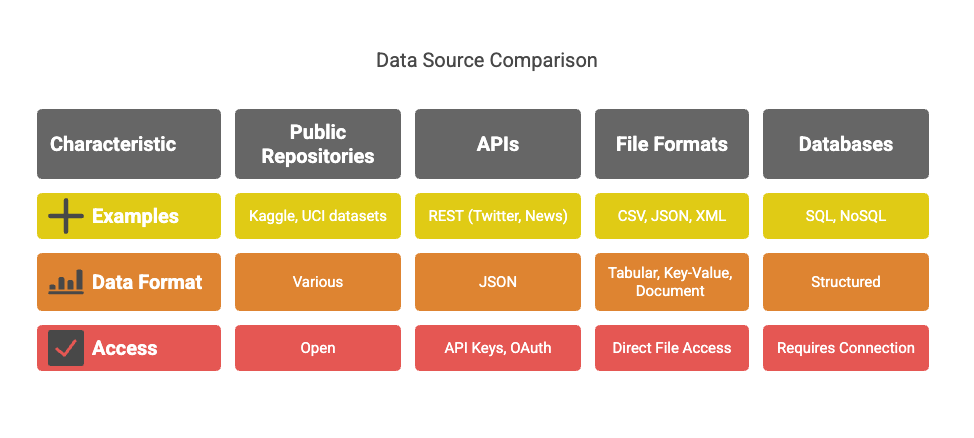 Data Source Comparison
Characteristic
Public
Repositories
APIs
File Formats
Databases
Examples
Kaggle, UCI datasets
REST (Twitter, News)
CSV, JSON, XML
SQL, NoSQL
Data Format
Various
JSON
Tabular, Key-Value,
Document
Structured
Access
Open
API Keys, OAuth
Direct File Access
Requires Connection